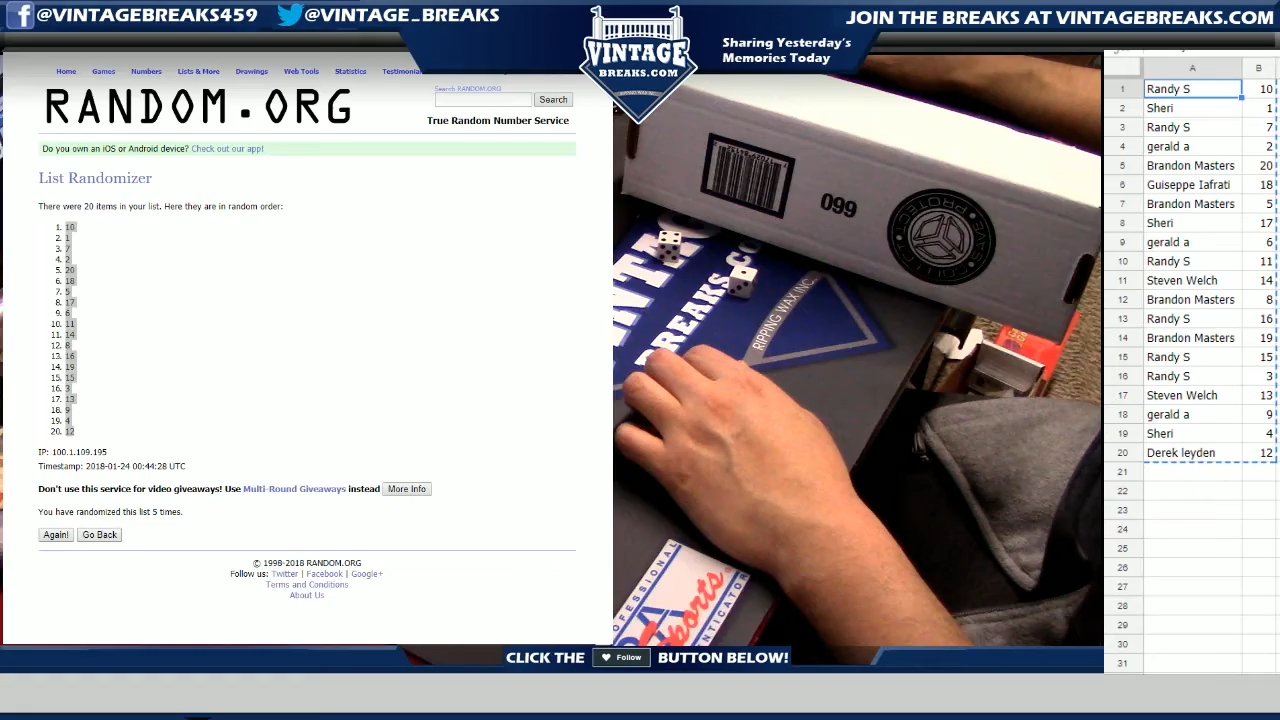 @VINTAGEBREAKS459
@VINTAGE_BREAKS
VINTAGE
BREAKS.COM
Sharing Yesterday's
Memories Today
JOIN THE BREAKS AT VINTAGEBREAKS.COM
Home Games Numbers Lists & More Drawings Web Tools Statistics Testimonia
RANDOM.ORG
Search RANDOM.ORG
Search
True Random Number Service
Do you own an iOS or Android device? Check out our app!
List Randomizer
There were 20 items in your list. Here they are in random order:
1. 10
2. 1
3. 7
4. 2
5. 20
6. 18
7. 5
8. 17
9. 6
10. 11
11. 14
12. 8
13. 16
14. 19
15. 15
16. 3
17. 13
18. 9
19. 4
20. 12
IP: 100.1.109.195
Timestamp: 2018-01-24 00:44:28 UTC
Don't use this service for video giveaways! Use Multi-Round Giveaways instead More Info
You have randomized this list 5 times.
Again! Go Back
© 1998-2018 RANDOM.ORG
Follow us: Twitter | Facebook | Google+
Terms and Conditions
About Us
099
BREAKS
RIPPING WAX INC.
CLICK THE Follow BUTTON BELOW!
A B
1 Randy S 10
2 Sheri 1
3 Randy S 7
4 gerald a 2
5 Brandon Masters 20
6 Guiseppe Iafrati 18
7 Brandon Masters 5
8 Sheri 17
9 gerald a 6
10 Randy S 11
11 Steven Welch 14
12 Brandon Masters 8
13 Randy S 16
14 Brandon Masters 19
15 Randy S 15
16 Randy S 3
17 Steven Welch 13
18 gerald a 9
19 Sheri 4
20 Derek leyden 12
21
22
23
24
25
26
27
28
29
30
31